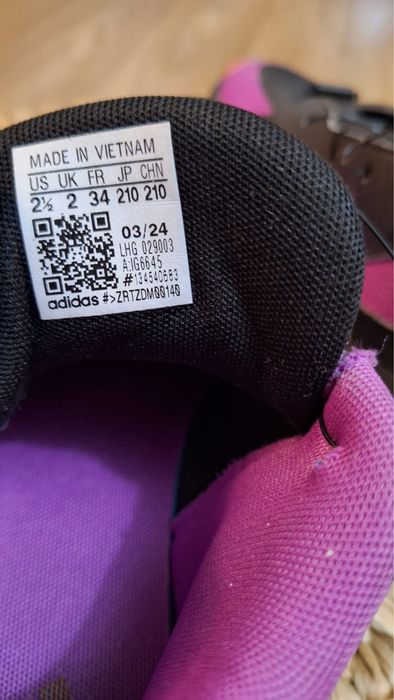 MADE IN VIETNAM
US UK FR JP CHN
2½ 2 34 210 210
03/24
LHG 029003
A:IG6645
#134540583
adidas #>ZRTZDM00140